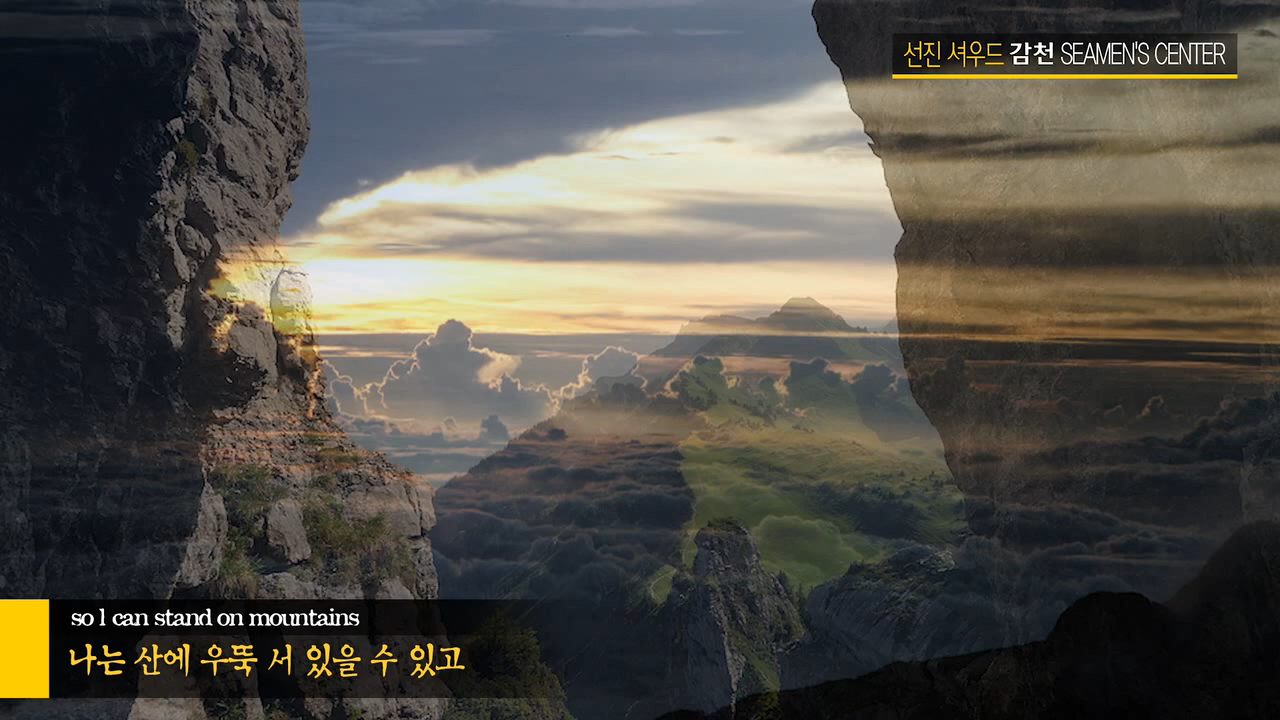 선진 셔우드 감천 SEAMEN'S CENTER
so I can stand on mountains
나는 산에 우뚝 서 있을 수 있고